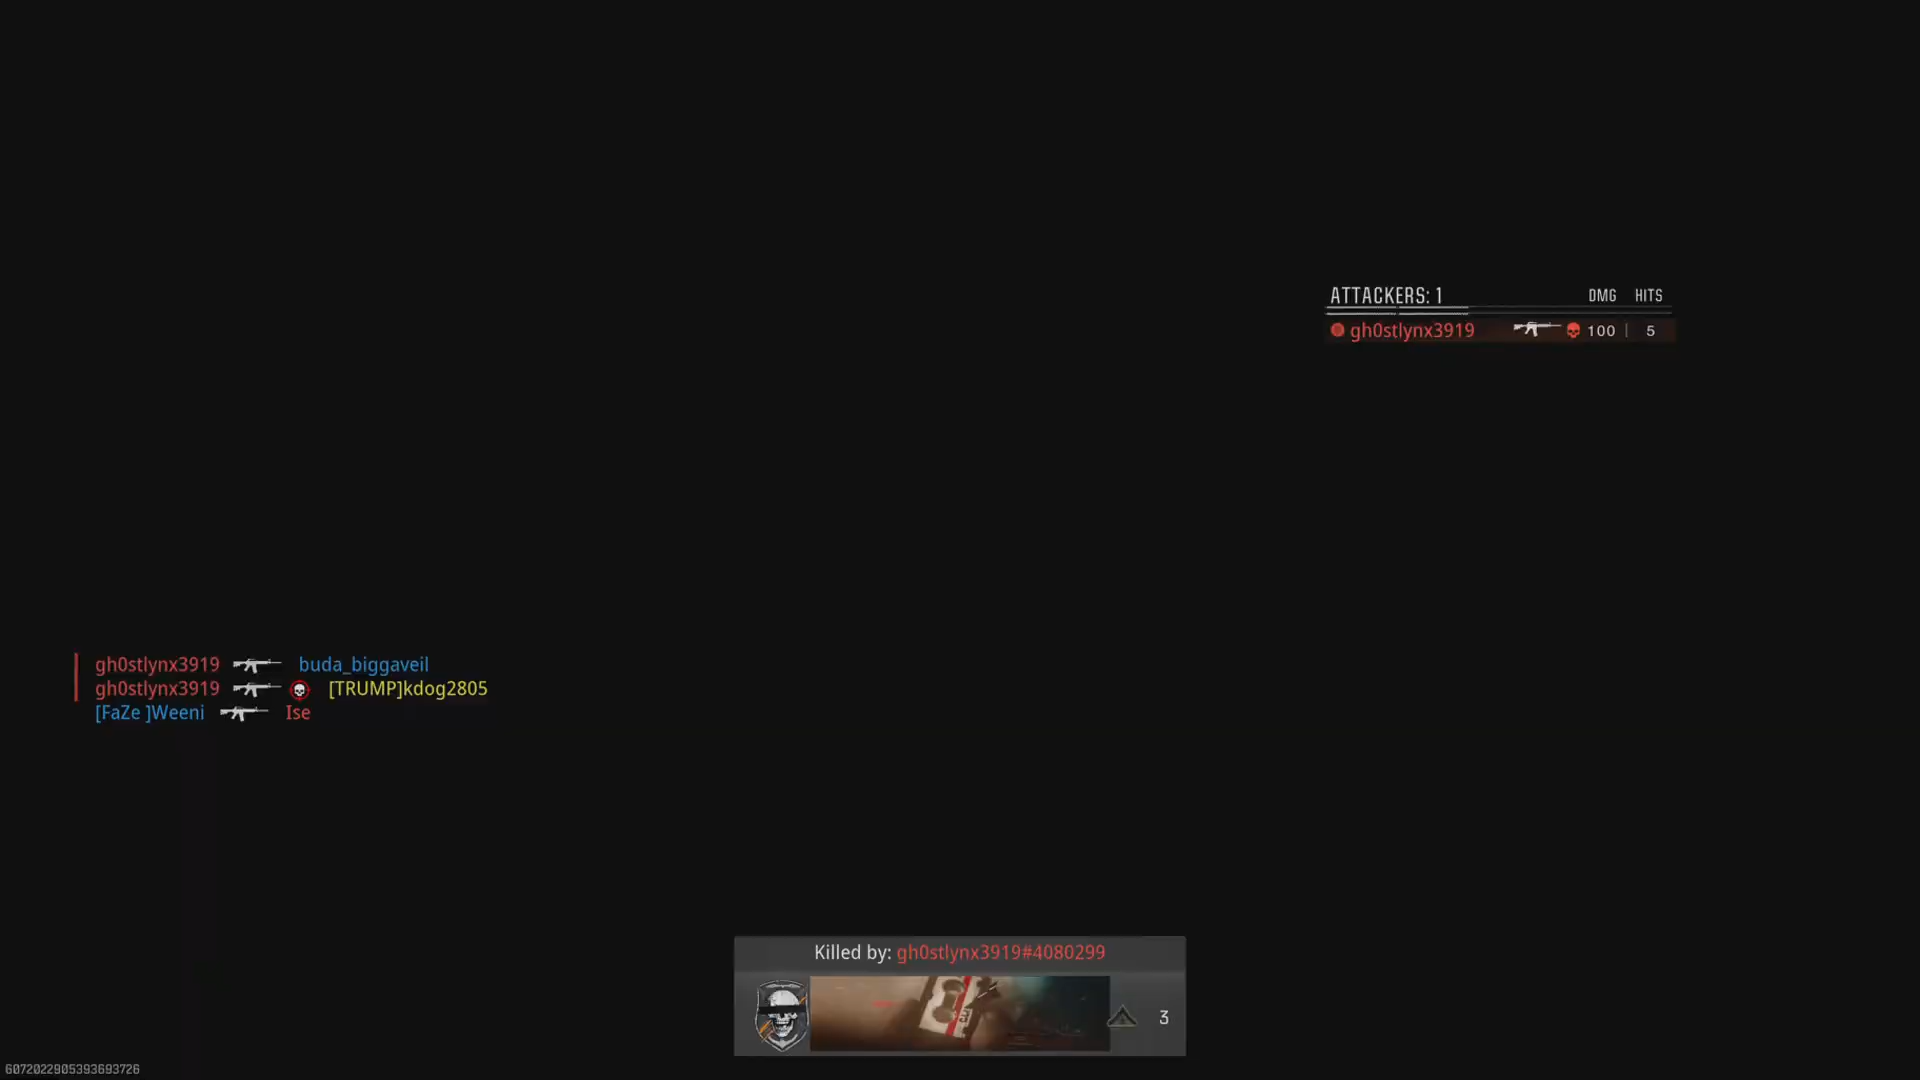 ATTACKERS: 1 DMG HITS
gh0stlynx3919 100 | 5
gh0stlynx3919 buda_biggaveil
gh0stlynx3919 [TRUMP]kdog2805
[FaZe ]Weeni Ise
Killed by: gh0stlynx3919#4080299
3
6072022905393693726